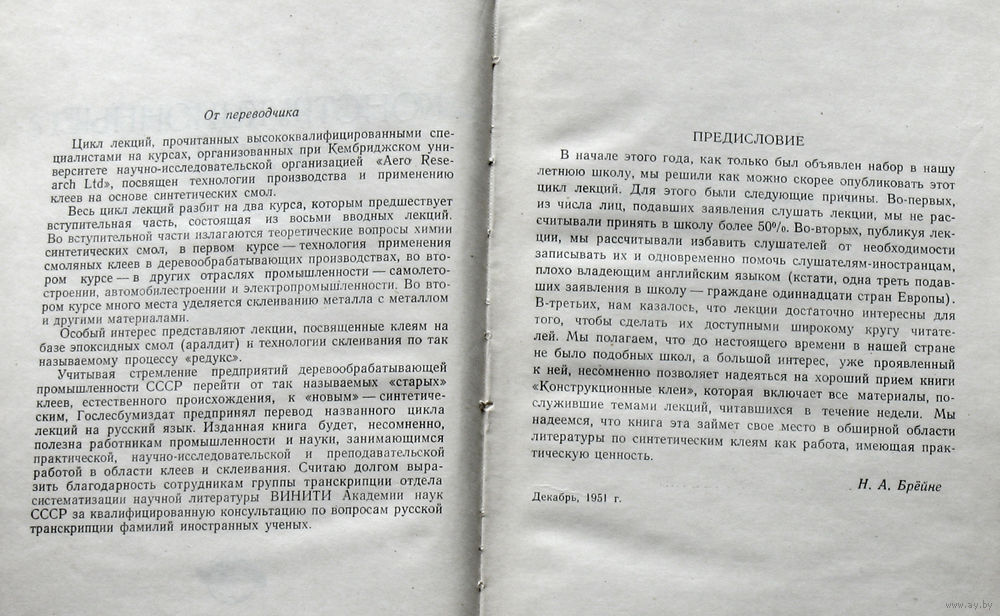 От переводчика
Цикл лекций, прочитанных высококвалифицированными спе-
циалистами на курсах, организованных при Кембриджском уни-
верситете научно-исследовательской организацией «Aero Rese-
arch Ltd», посвящен технологии производства и применению
клеев на основе синтетических смол.
Весь цикл лекций разбит на два курса, которым предшествует
вступительная часть, состоящая из восьми вводных лекций.
Во вступительной части излагаются теоретические вопросы химии
синтетических смол, в первом курсе — технология применения
смоляных клеев в деревообрабатывающих производствах, во вто-
ром курсе — в других отраслях промышленности — самолето-
строении, автомобилестроении и электропромышленности. Во вто-
ром курсе много места уделяется склеиванию металла с металлом
и другими материалами.
Особый интерес представляют лекции, посвященные клеям на
базе эпоксидных смол (аралдит) и технологии склеивания по так
называемому процессу «редукс».
Учитывая стремление предприятий деревообрабатывающей
промышленности СССР перейти от так называемых «старых»
клеев, естественного происхождения, к «новым» — синтетиче-
ским, Гослесбумиздат предпринял перевод названного цикла
лекций на русский язык. Изданная книга будет, несомненно,
полезна работникам промышленности и науки, занимающимся
практической, научно-исследовательской и преподавательской
работой в области клеев и склеивания. Считаю долгом выра-
зить благодарность сотрудникам группы транскрипции отдела
систематизации научной литературы ВИНИТИ Академии наук
СССР за квалифицированную консультацию по вопросам русской
транскрипции фамилий иностранных ученых.
ПРЕДИСЛОВИЕ
В начале этого года, как только был объявлен набор в нашу
летнюю школу, мы решили как можно скорее опубликовать этот
цикл лекций. Для этого были следующие причины. Во-первых,
из числа лиц, подавших заявления слушать лекции, мы не рас-
считывали принять в школу более 50%. Во-вторых, публикуя лек-
ции, мы рассчитывали избавить слушателей от необходимости
записывать их и одновременно помочь слушателям-иностранцам,
плохо владеющим английским языком (кстати, одна треть подав-
ших заявления в школу — граждане одиннадцати стран Европы).
В-третьих, нам казалось, что лекции достаточно интересны для
того, чтобы сделать их доступными широкому кругу читате-
лей. Мы полагаем, что до настоящего времени в нашей стране
не было подобных школ, а большой интерес, уже проявленный
к ней, несомненно позволяет надеяться на хороший прием книги
«Конструкционные клеи», которая включает все материалы, по-
служившие темами лекций, читавшихся в течение недели. Мы
надеемся, что книга эта займет свое место в обширной области
литературы по синтетическим клеям как работа, имеющая прак-
тическую ценность.
Н. А. Брёйне
Декабрь, 1951 г.
www.ay.by